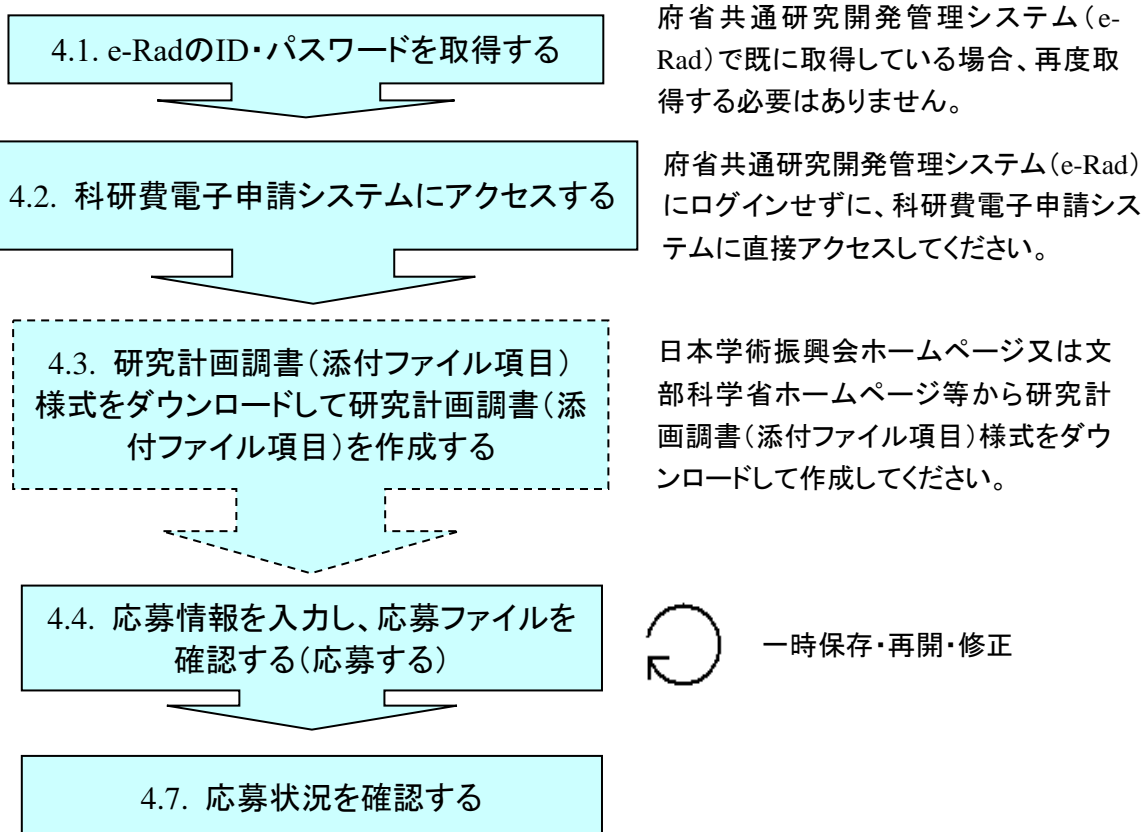 4.1. e-RadのID・パスワードを取得する
府省共通研究開発管理システム（e-
Rad）で既に取得している場合、再度取
得する必要はありません。
4.2. 科研費電子申請システムにアクセスする
府省共通研究開発管理システム（e-Rad）
にログインせずに、科研費電子申請シス
テムに直接アクセスしてください。
4.3. 研究計画調書（添付ファイル項目）
様式をダウンロードして研究計画調書（添
付ファイル項目）を作成する
日本学術振興会ホームページ又は文
部科学省ホームページ等から研究計
画調書（添付ファイル項目）様式をダウ
ンロードして作成してください。
4.4. 応募情報を入力し、応募ファイルを
確認する（応募する）
一時保存・再開・修正
4.7. 応募状況を確認する